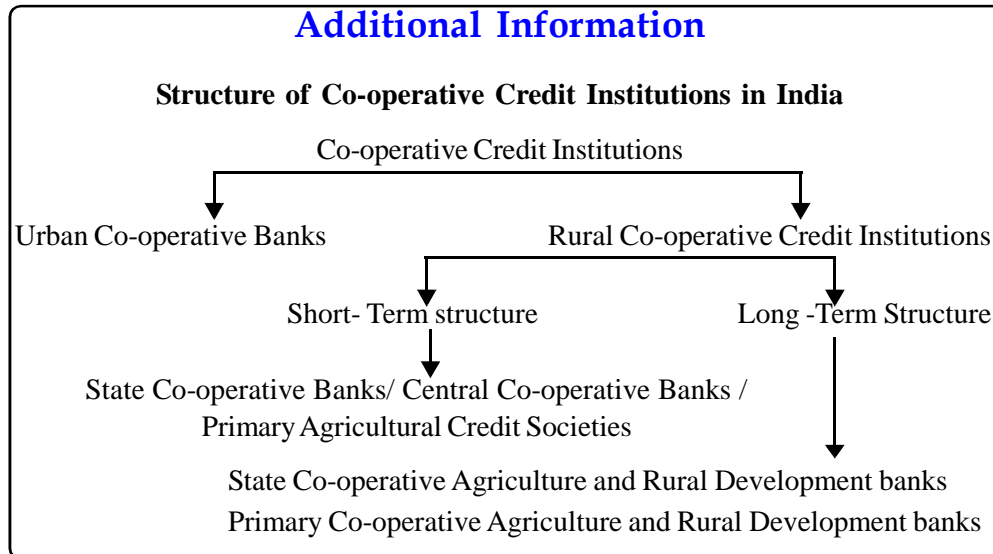 Additional Information
Structure of Co-operative Credit Institutions in India
Co-operative Credit Institutions
Urban Co-operative Banks
Rural Co-operative Credit Institutions
Short- Term structure
Long -Term Structure
State Co-operative Banks/ Central Co-operative Banks /
Primary Agricultural Credit Societies
State Co-operative Agriculture and Rural Development banks
Primary Co-operative Agriculture and Rural Development banks